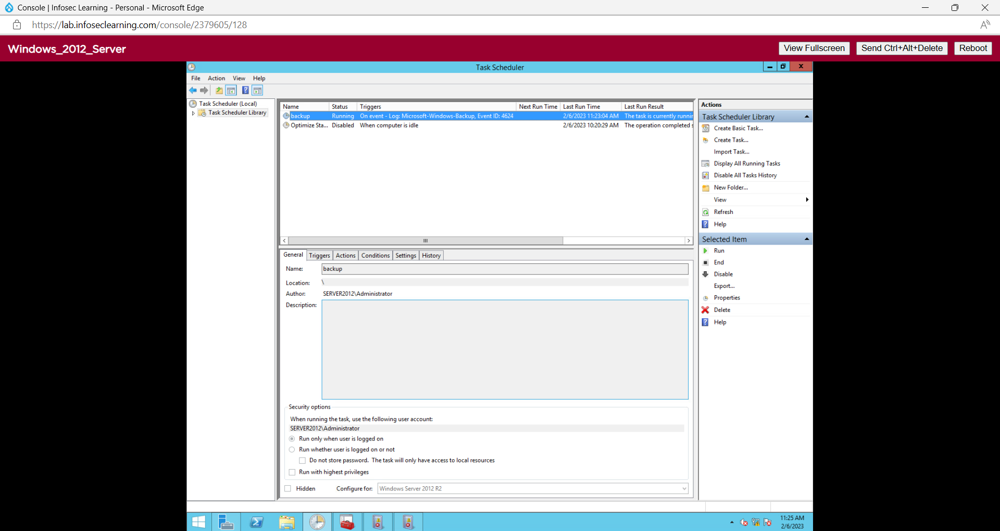 Console | Infosec Learning - Personal - Microsoft Edge
https://lab.infoseclearning.com/console/2379605/128
Windows_2012_Server
View Fullscreen
Send Ctrl+Alt+Delete
Reboot
Task Scheduler
File Action View Help
Task Scheduler (Local)
Task Scheduler Library
Name Status Triggers Next Run Time Last Run Time Last Run Result
backup Running On event - Log: Microsoft-Windows-Backup, Event ID: 4624 2/6/2023 11:23:04 AM The task is currently runnin
Optimize Sta... Disabled When computer is idle 2/6/2023 10:20:29 AM The operation completed s
General Triggers Actions Conditions Settings History
Name: backup
Location: \
Author: SERVER2012\Administrator
Description:
Security options
When running the task, use the following user account:
SERVER2012\Administrator
Run only when user is logged on
Run whether user is logged on or not
Do not store password. The task will only have access to local resources
Run with highest privileges
Hidden Configure for: Windows Server 2012 R2
Actions
Task Scheduler Library
Create Basic Task...
Create Task...
Import Task...
Display All Running Tasks
Disable All Tasks History
New Folder...
View
Refresh
Help
Selected Item
Run
End
Disable
Export...
Properties
Delete
Help
11:25 AM
2/6/2023